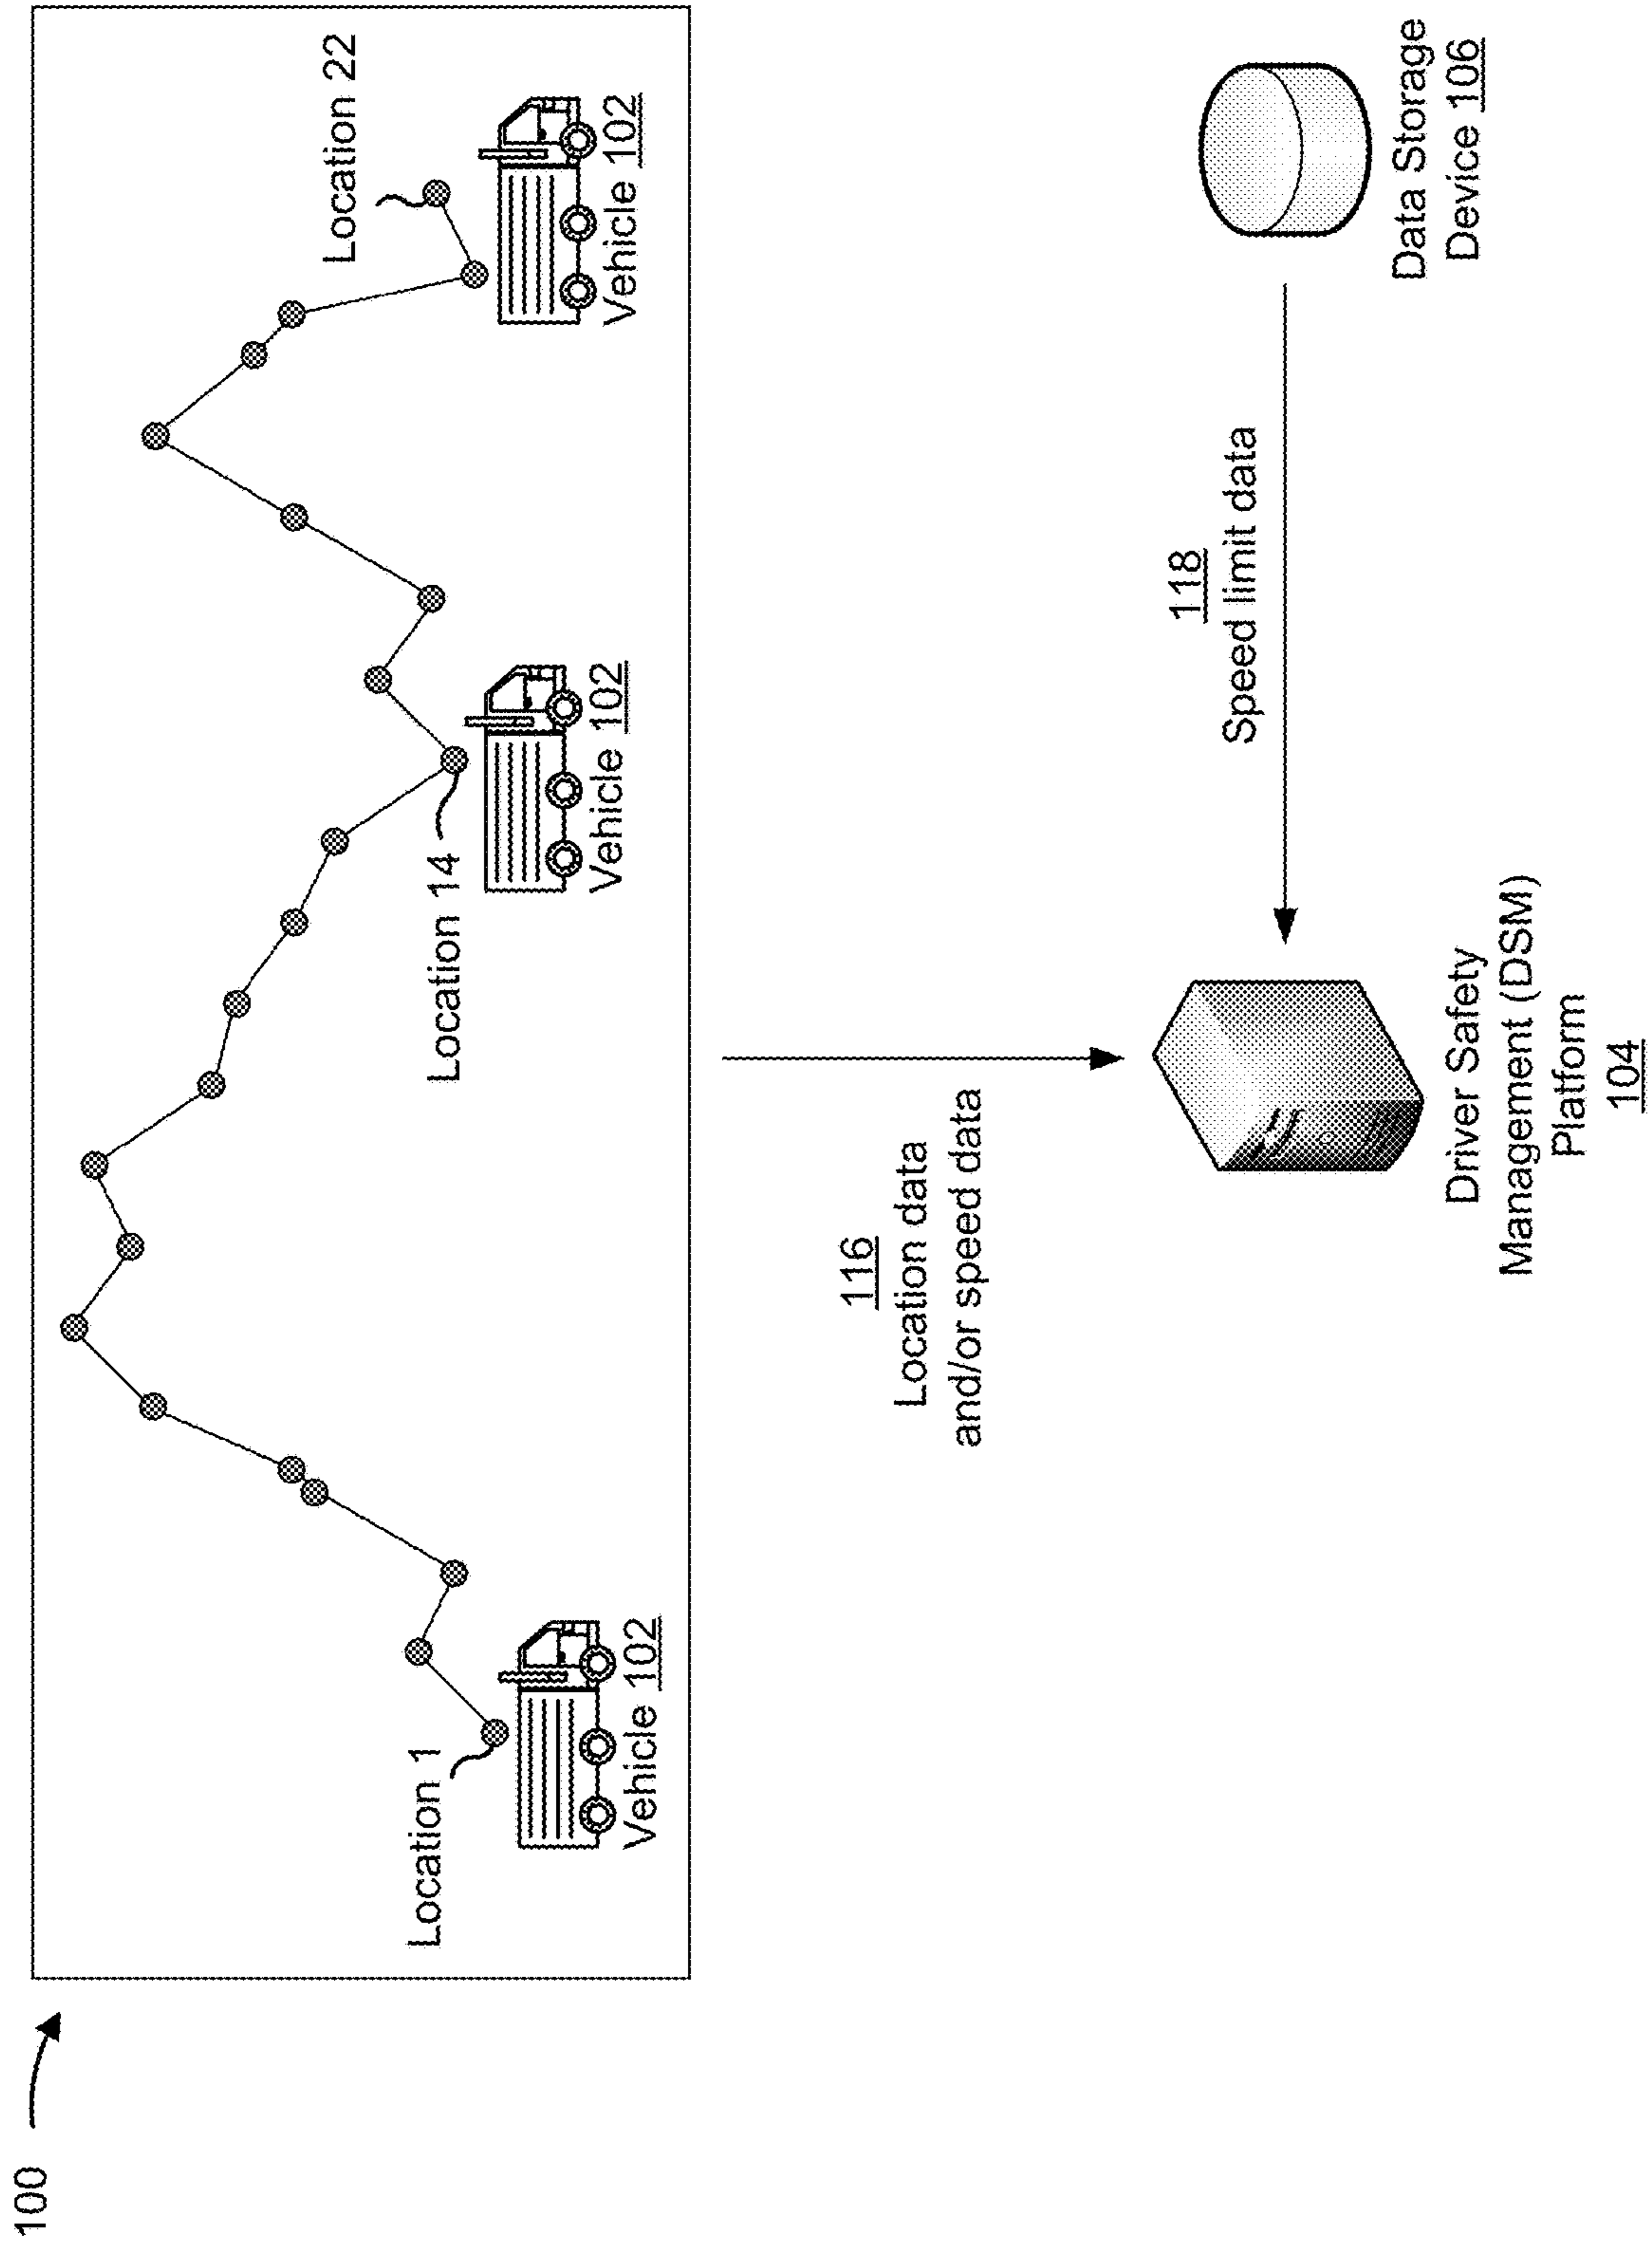 100
Location 1
Vehicle 102
Location 14
Vehicle 102
Location 22
Vehicle 102
116
Location data
and/or speed data
118
Speed limit data
Driver Safety
Management (DSM)
Platform
104
Data Storage
Device 106